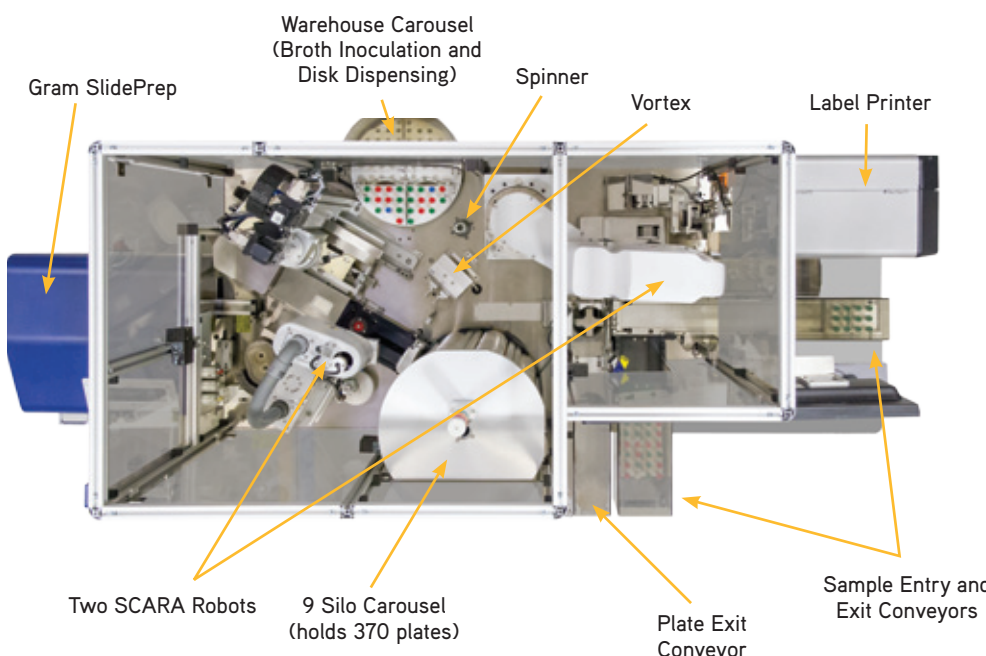 Warehouse Carousel
(Broth Inoculation and
Disk Dispensing)
Gram SlidePrep
Spinner
Vortex
Label Printer
Two SCARA Robots
9 Silo Carousel
(holds 370 plates)
Plate Exit
Conveyor
Sample Entry and
Exit Conveyors